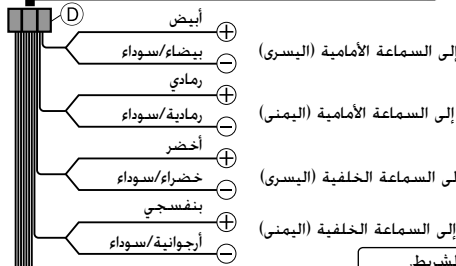 D
أبيض
+
بيضاء/سوداء
إلى السماعة الأمامية (اليسرى)
−
رمادي
+
رمادية/سوداء
إلى السماعة الأمامية (اليمنى)
−
أخضر
+
خضراء/سوداء
لى السماعة الخلفية (اليسرى)
−
بنفسجي
+
أرجوانية/سوداء
إلى السماعة الخلفية (اليمنى)
−
لشريط.